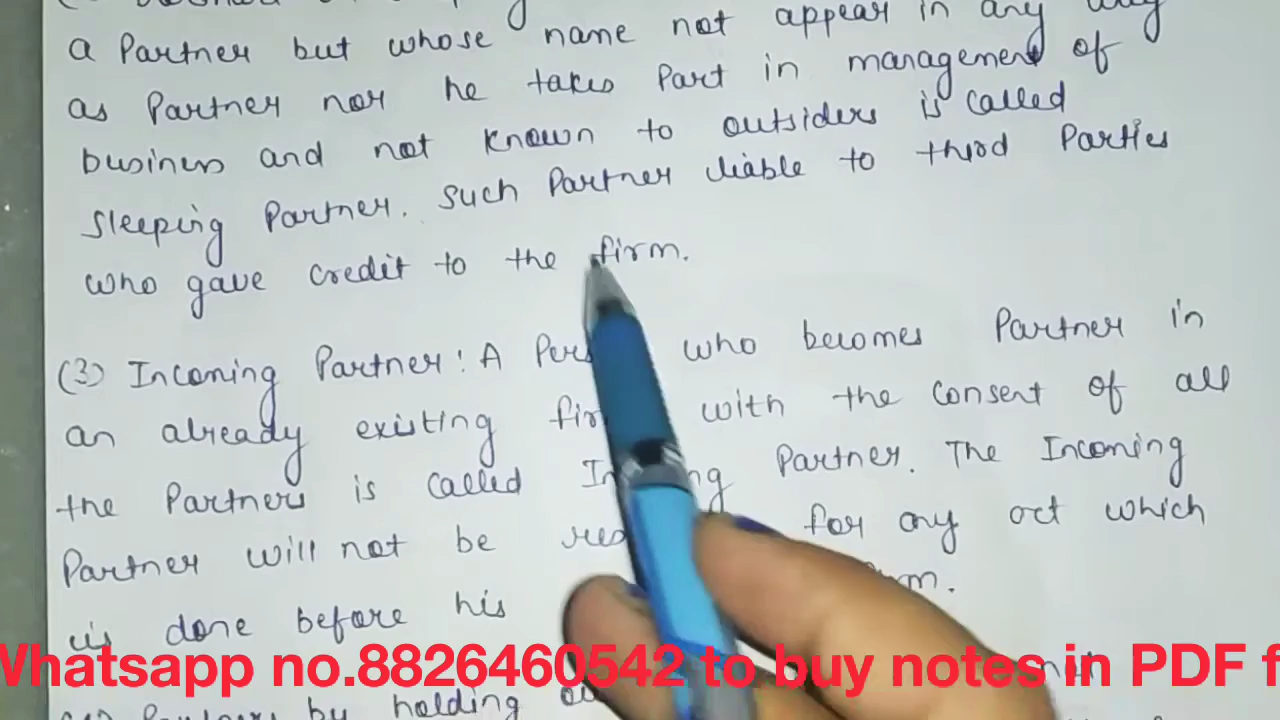 a Partner but whose name not appear in any way
as Partner nor he takes Part in management of
business and not known to outsiders is called
Sleeping Partner. Such Partner liable to third Parties
who gave credit to the firm.
(3) Incoming Partner: A who becomes Partner in
an already existing with the consent of all
the Partners is called Partner. The Incoming
Partner will not be for any act which
is done before his
Partner by holding
Whatsapp no.8826460542 to buy notes in PDF f